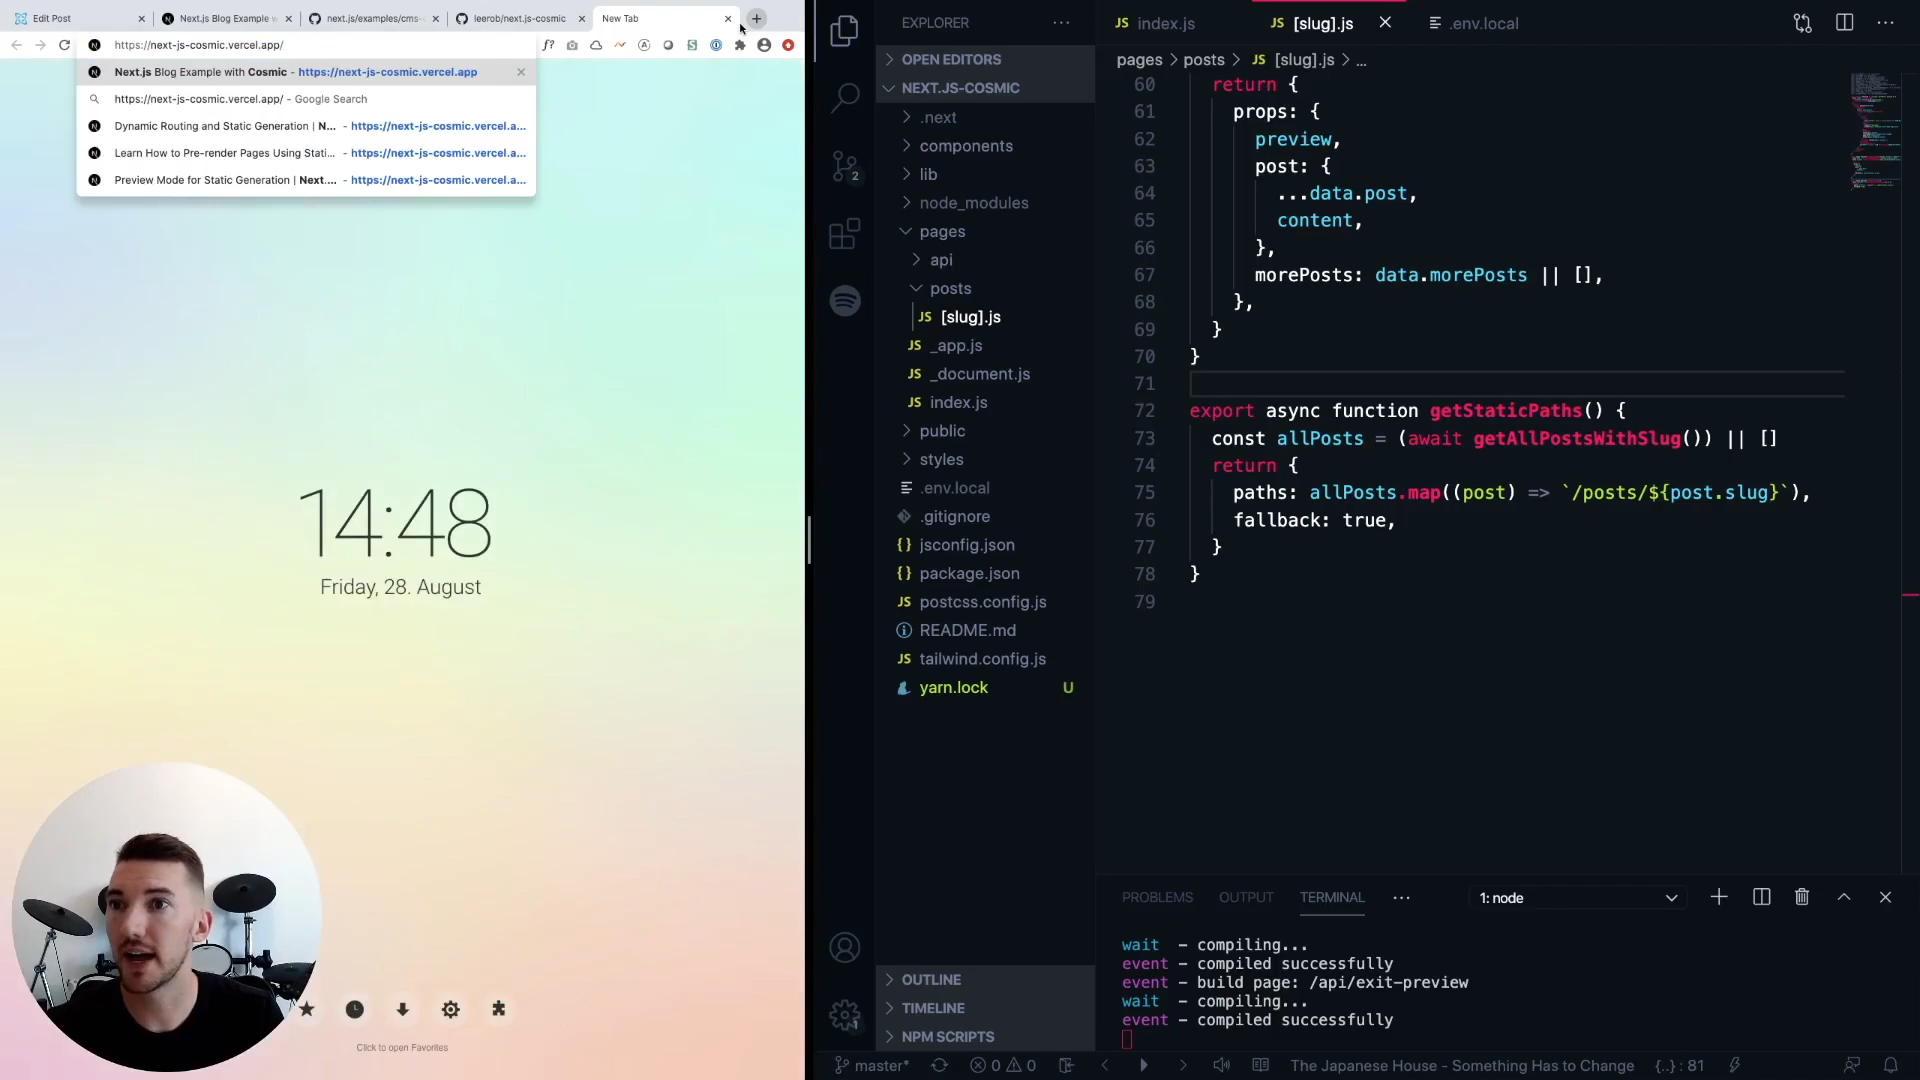 Edit Post
Next.js Blog Example w
next.js/examples/cms-
leerob/next.js-cosmic
New Tab
https://next-js-cosmic.vercel.app/
f?
Next.js Blog Example with Cosmic - https://next-js-cosmic.vercel.app
https://next-js-cosmic.vercel.app/ - Google Search
Dynamic Routing and Static Generation | N... - https://next-js-cosmic.vercel.a...
Learn How to Pre-render Pages Using Stati... - https://next-js-cosmic.vercel.a...
Preview Mode for Static Generation | Next.... - https://next-js-cosmic.vercel.a...
14:48
Friday, 28. August
Click to open Favorites
2
1
EXPLORER
OPEN EDITORS
NEXT.JS-COSMIC
.next
components
lib
node_modules
pages
api
posts
JS [slug].js
JS _app.js
JS _document.js
JS index.js
public
styles
.env.local
.gitignore
{} jsconfig.json
{} package.json
JS postcss.config.js
README.md
JS tailwind.config.js
yarn.lock U
OUTLINE
TIMELINE
NPM SCRIPTS
JS index.js
JS [slug].js
.env.local
pages > posts > JS [slug].js > ...
60 return {
61 props: {
62 preview,
63 post: {
64 ...data.post,
65 content,
66 },
67 morePosts: data.morePosts || [],
68 },
69 }
70 }
71
72 export async function getStaticPaths() {
73 const allPosts = (await getAllPostsWithSlug()) || []
74 return {
75 paths: allPosts.map((post) => `/posts/${post.slug}`),
76 fallback: true,
77 }
78 }
79
PROBLEMS OUTPUT TERMINAL ... 1: node
wait - compiling...
event - compiled successfully
event - build page: /api/exit-preview
wait - compiling...
event - compiled successfully
master* 0 0 The Japanese House - Something Has to Change {..} : 81